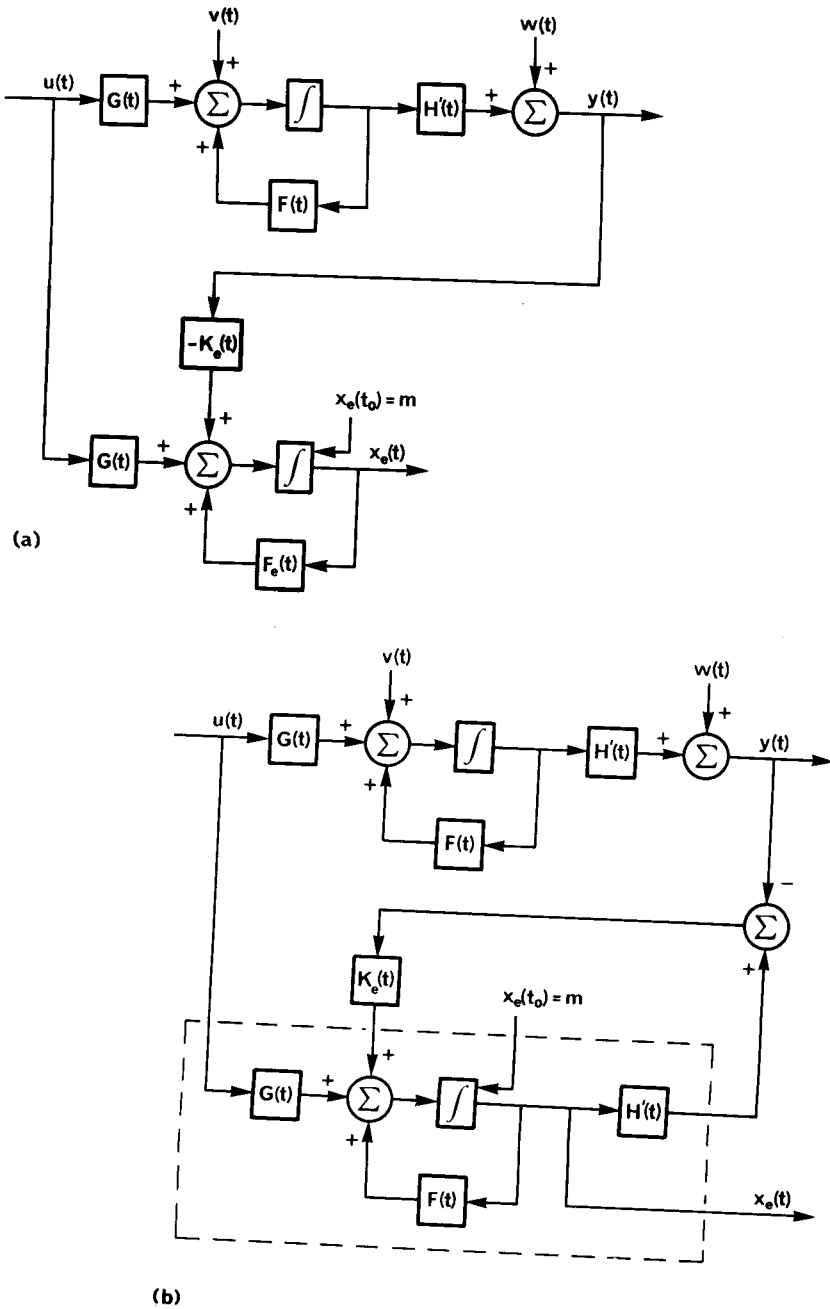 v(t)
w(t)
u(t)
G(t)
+
+
Σ
∫
H'(t)
+
+
Σ
y(t)
+
F(t)
-Kₑ(t)
+
xₑ(t₀) = m
G(t)
+
Σ
∫
xₑ(t)
+
Fₑ(t)
(a)
v(t)
w(t)
u(t)
G(t)
+
+
Σ
∫
H'(t)
+
+
Σ
y(t)
+
F(t)
−
Σ
+
Kₑ(t)
xₑ(t₀) = m
+
G(t)
+
Σ
∫
H'(t)
+
F(t)
xₑ(t)
(b)